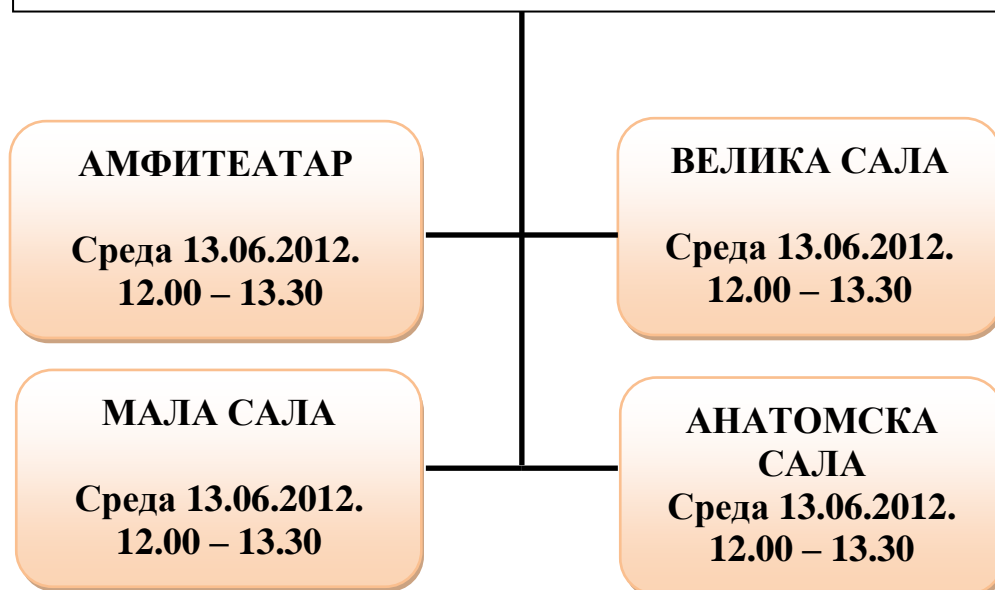 АМФИТЕАТАР
Среда 13.06.2012.
12.00 – 13.30
ВЕЛИКА САЛА
Среда 13.06.2012.
12.00 – 13.30
МАЛА САЛА
Среда 13.06.2012.
12.00 – 13.30
АНАТОМСКА
САЛА
Среда 13.06.2012.
12.00 – 13.30